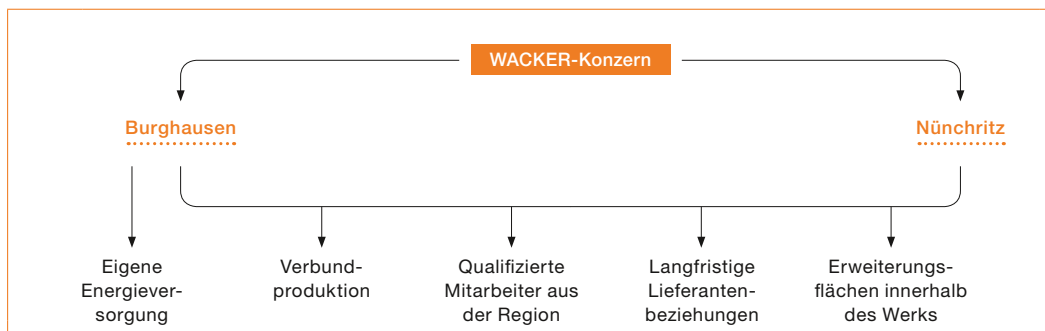 WACKER-Konzern
Burghausen
Nünchritz
Eigene
Energiever-
sorgung
Verbund-
produktion
Qualifizierte
Mitarbeiter aus
der Region
Langfristige
Lieferanten-
beziehungen
Erweiterungs-
flächen innerhalb
des Werks